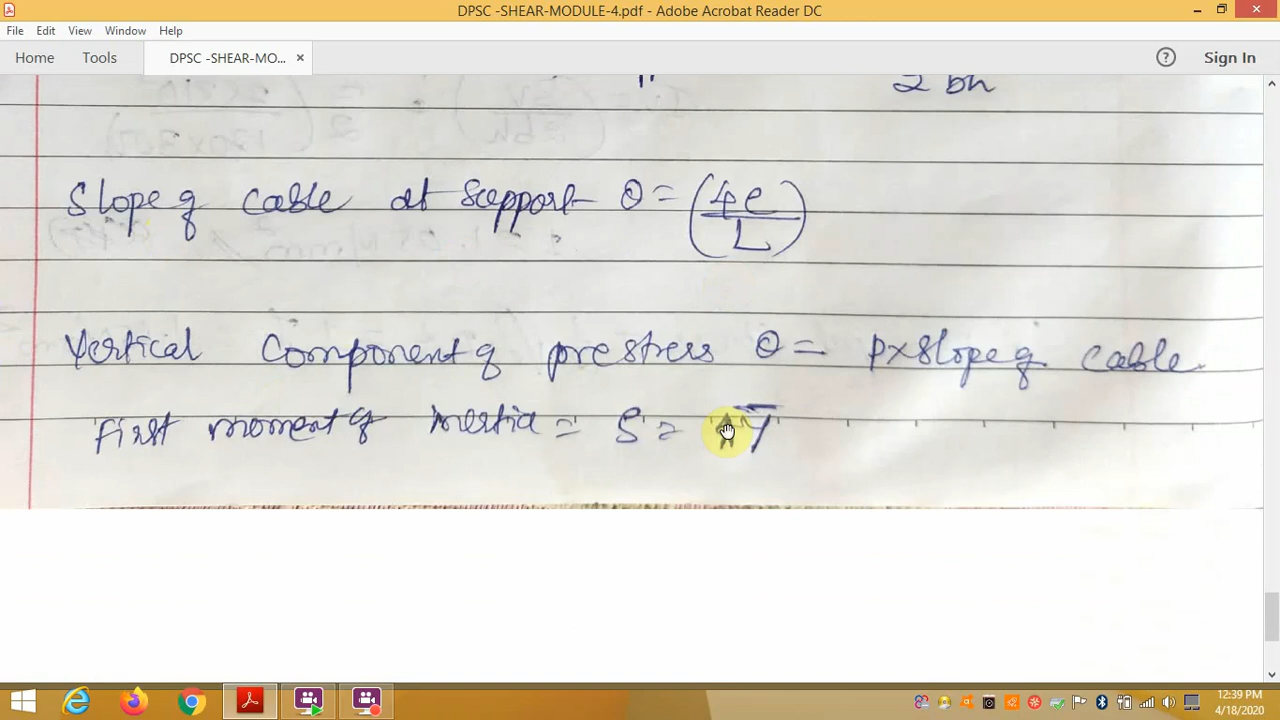 DPSC -SHEAR-MODULE-4.pdf - Adobe Acrobat Reader DC
File Edit View Window Help
Home Tools DPSC -SHEAR-MO... × ? Sign In
2 bh
Slope of cable at support θ = (4e/L)
Vertical component of prestress θ = P×slope of cable.
First moment of inertia = S = Aȳ
12:39 PM
4/18/2020